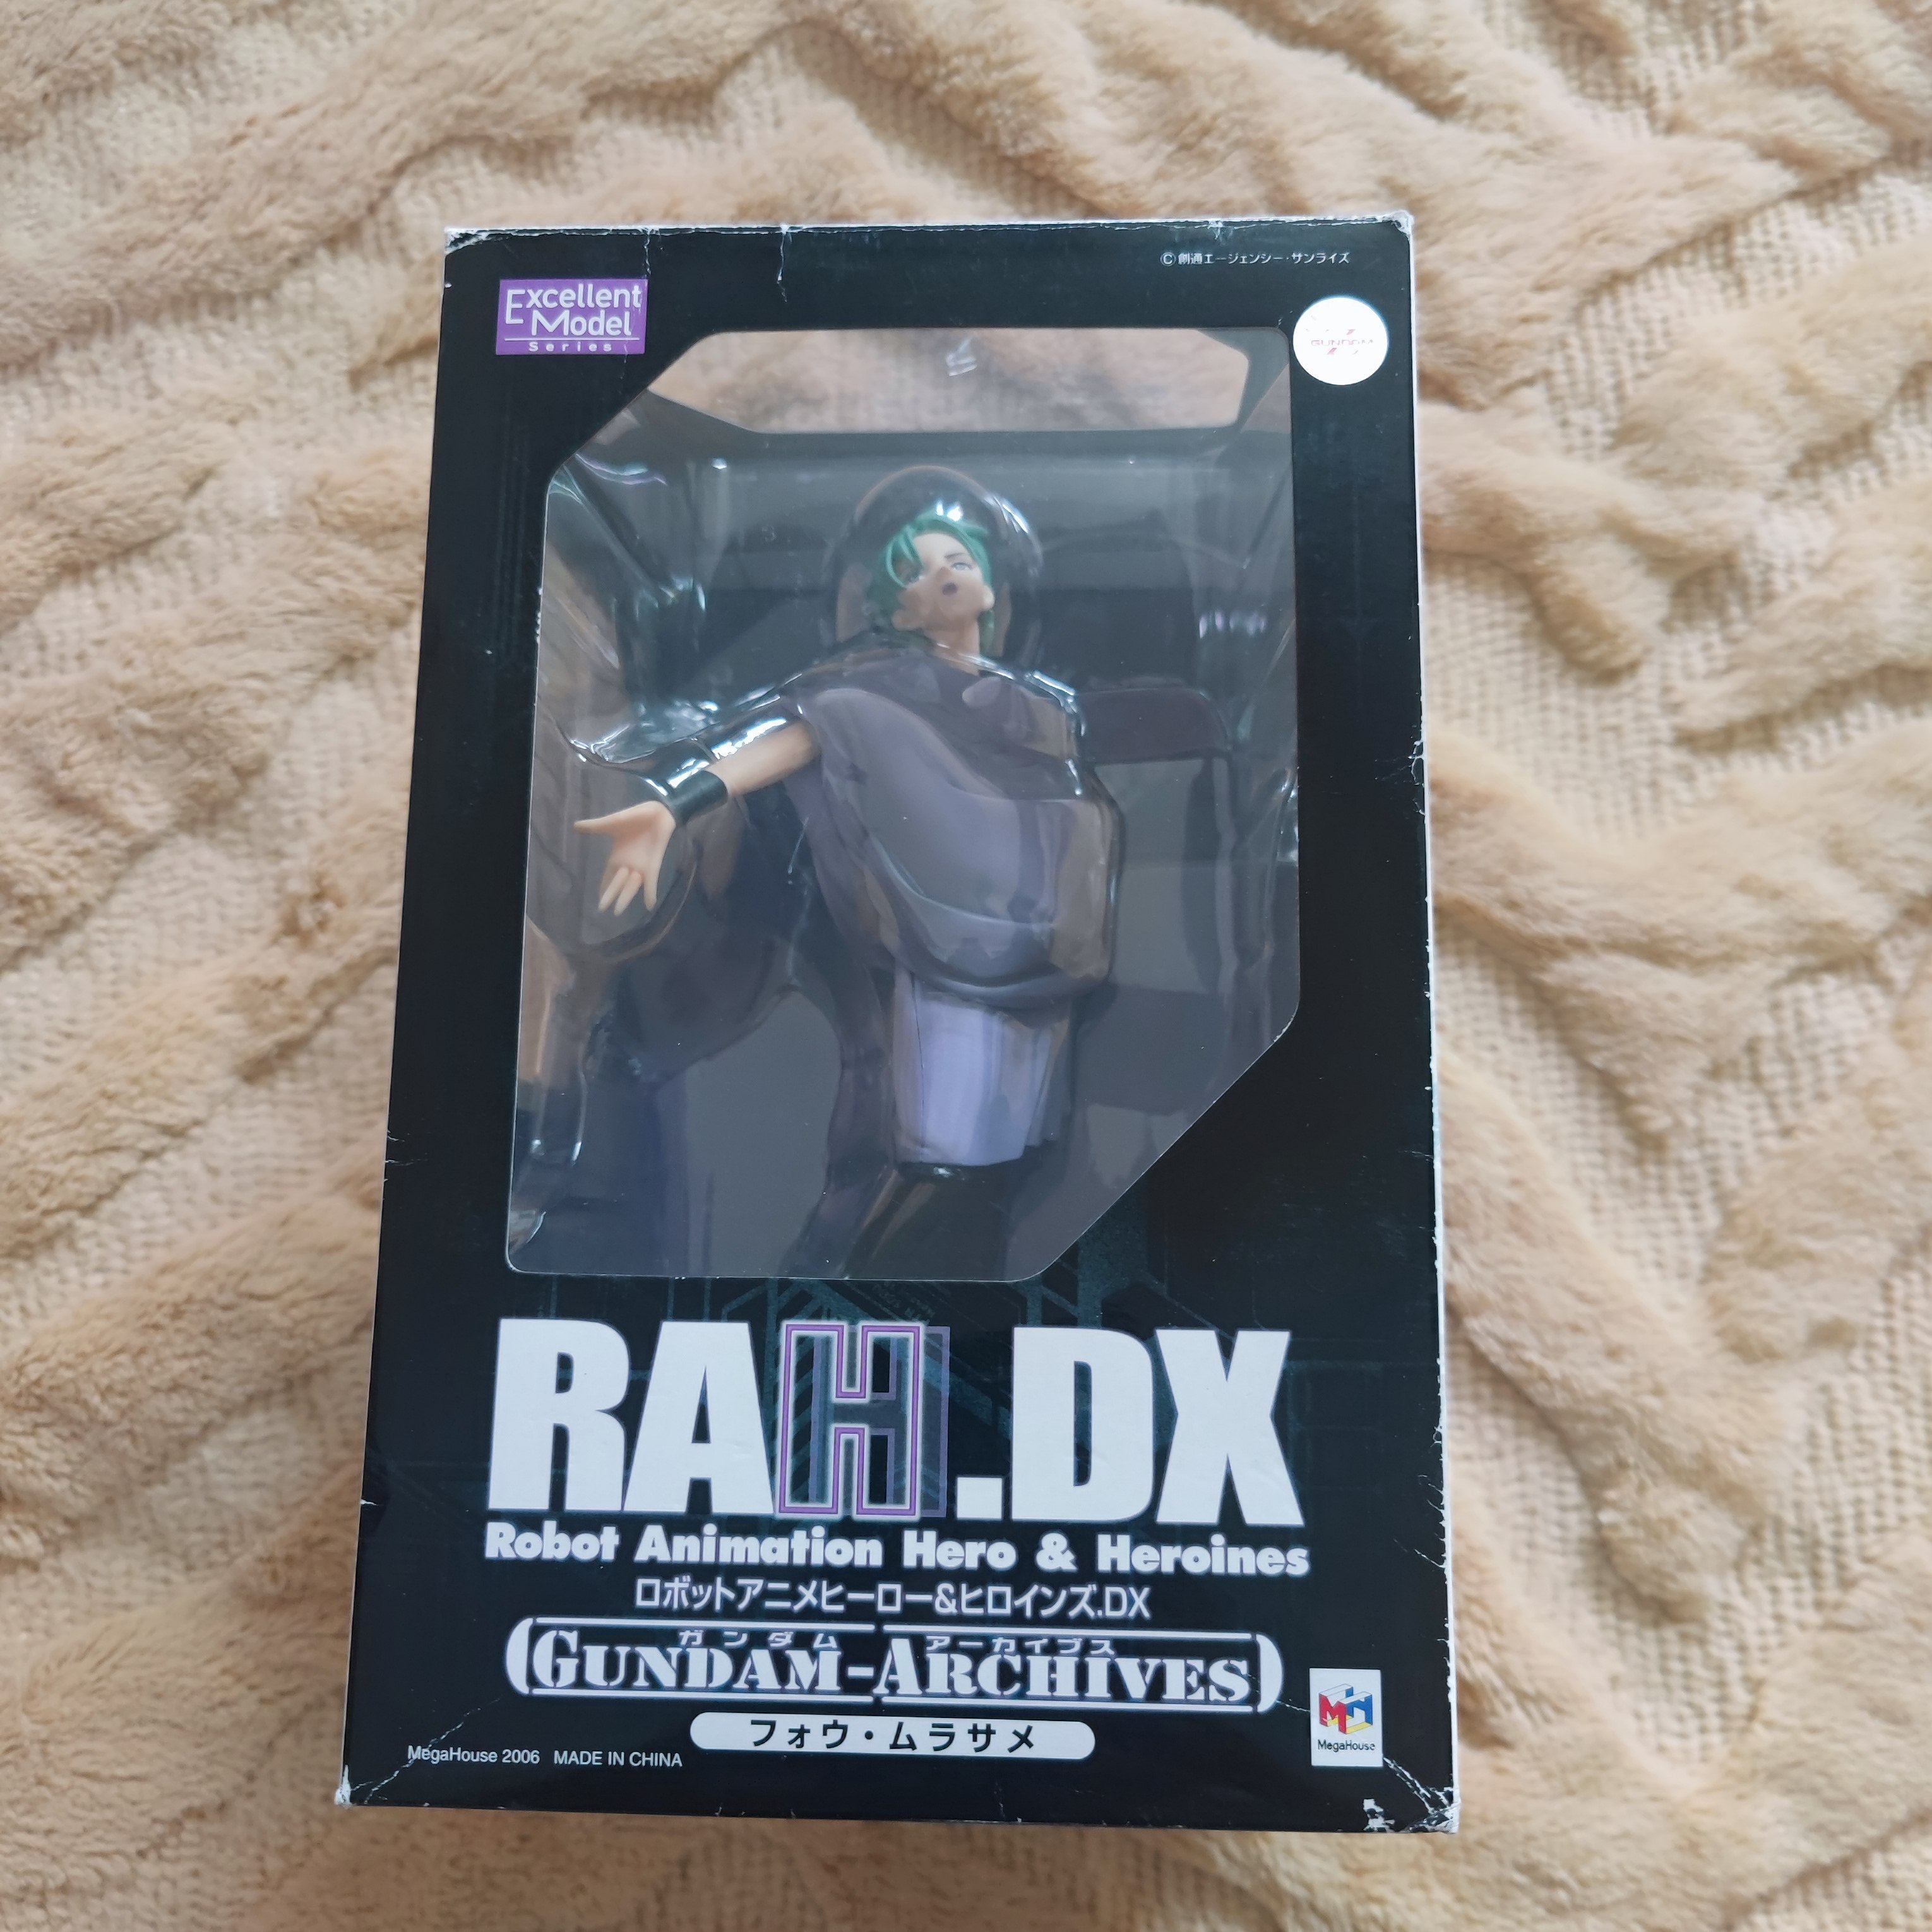 ©創通エージェンシー・サンライズ
Excellent
Model
Series
GUNDAM
RAH.DX
Robot Animation Hero & Heroines
ロボットアニメヒーロー&ヒロインズ.DX
ガンダム アーカイブス
GUNDAM-ARCHIVES
フォウ・ムラサメ
MegaHouse 2006 MADE IN CHINA
MH
MegaHouse